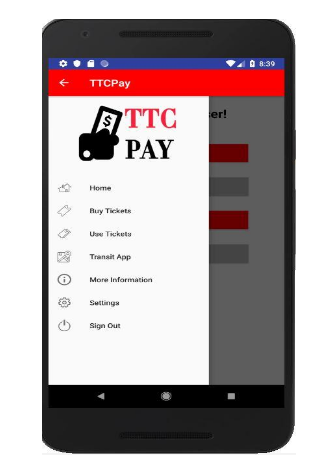 8:39
TTCPay
TTC
PAY
ser!
Home
Buy Tickets
Use Tickets
Transit App
More Information
Settings
Sign Out